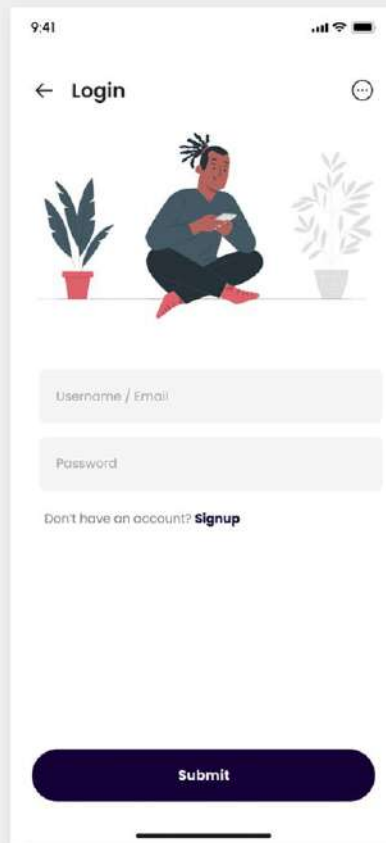 9:41
Login
Username / Email
Password
Don't have an account? Signup
Submit